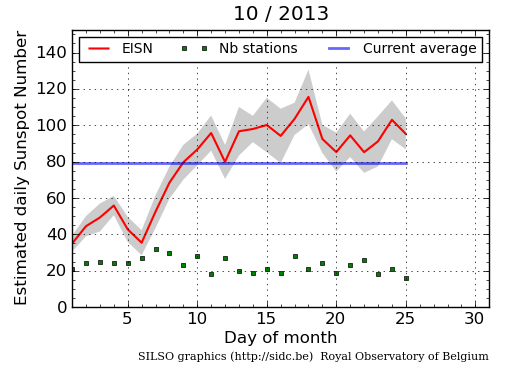 10 / 2013
EISN Nb stations Current average
Estimated daily Sunspot Number
140
120
100
80
60
40
20
0
5 10 15 20 25 30
Day of month
SILSO graphics (http://sidc.be) Royal Observatory of Belgium